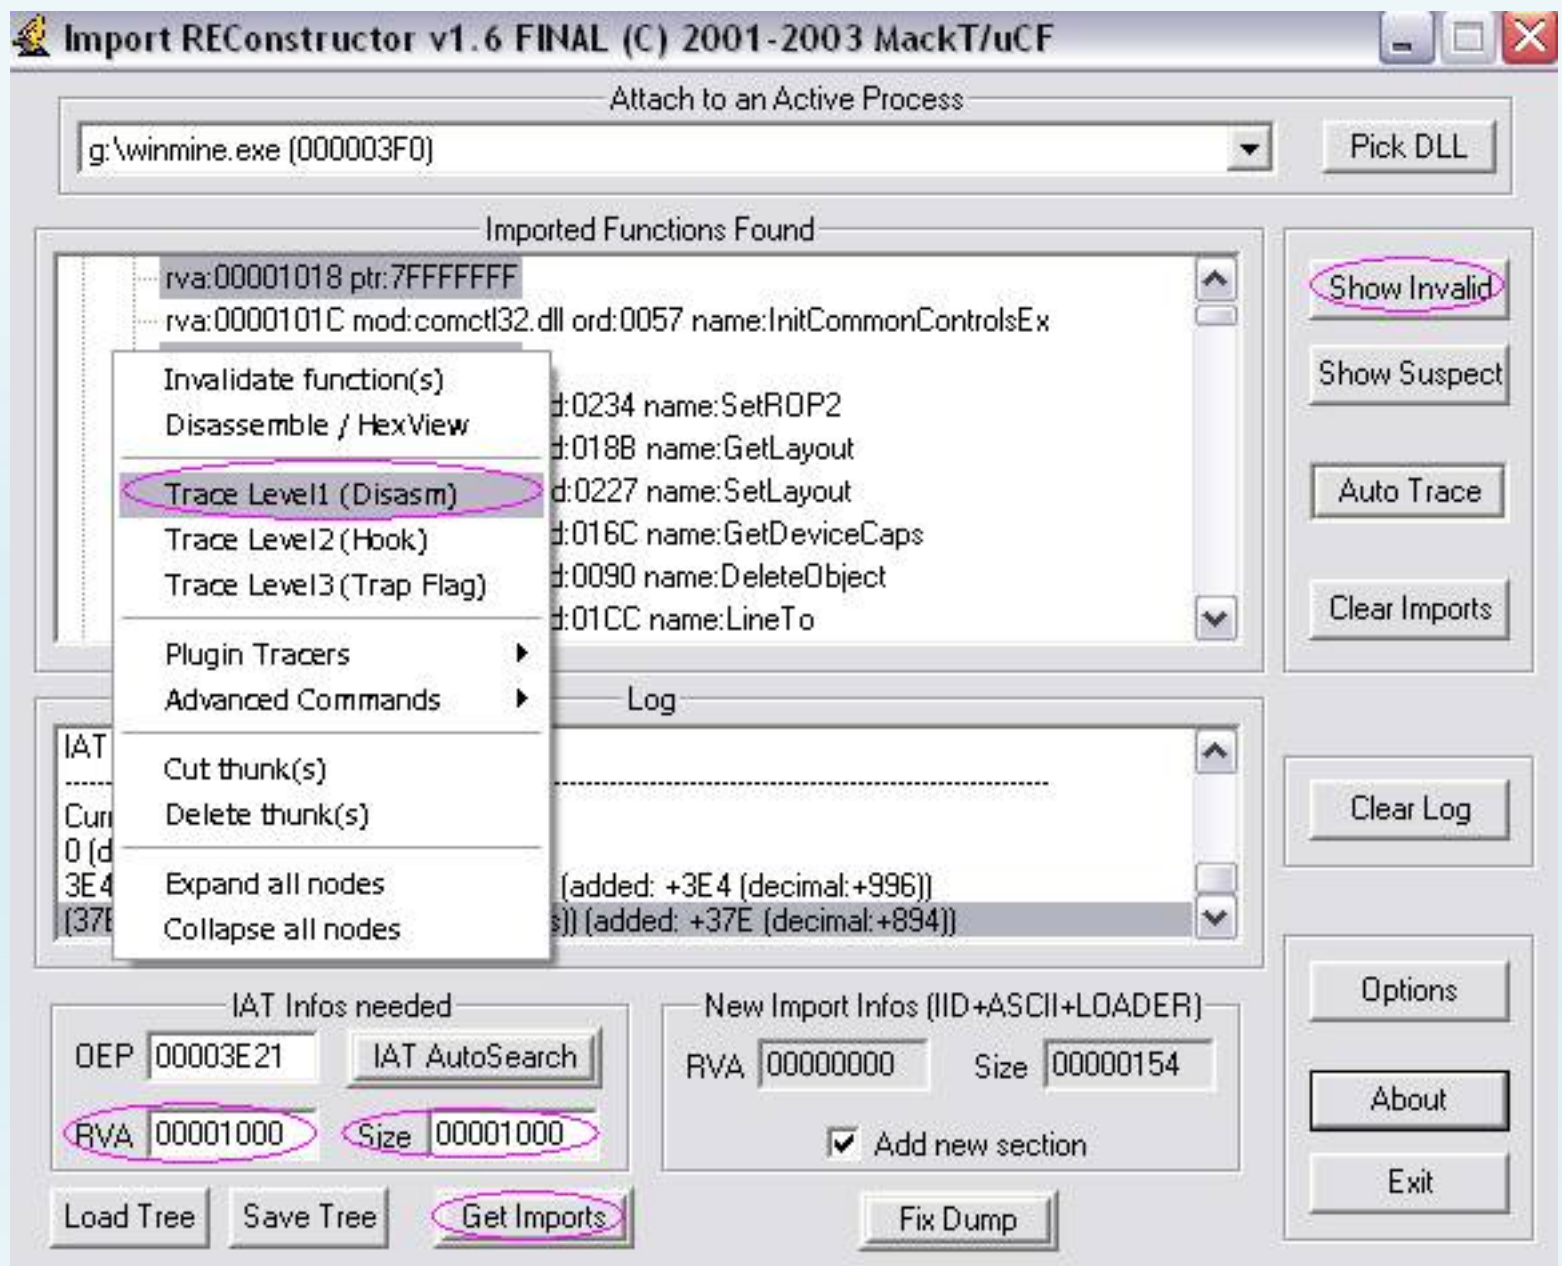 Import REConstructor v1.6 FINAL (C) 2001-2003 MackT/uCF
Attach to an Active Process
g:\winmine.exe (000003F0)
Pick DLL
Imported Functions Found
rva:00001018 ptr:7FFFFFFF
rva:0000101C mod:comctl32.dll ord:0057 name:InitCommonControlsEx
d:0234 name:SetROP2
d:018B name:GetLayout
d:0227 name:SetLayout
d:016C name:GetDeviceCaps
d:0090 name:DeleteObject
d:01CC name:LineTo
Invalidate function(s)
Disassemble / HexView
Trace Level1 (Disasm)
Trace Level2 (Hook)
Trace Level3 (Trap Flag)
Plugin Tracers
Advanced Commands
Cut thunk(s)
Delete thunk(s)
Expand all nodes
Collapse all nodes
Show Invalid
Show Suspect
Auto Trace
Clear Imports
Log
IAT
Curr
0 (d
3E4 (added: +3E4 (decimal:+996))
(37E s)) (added: +37E (decimal:+894))
Clear Log
IAT Infos needed
OEP 00003E21 IAT AutoSearch
RVA 00001000 Size 00001000
New Import Infos (IID+ASCII+LOADER)
RVA 00000000 Size 00000154
Add new section
Options
About
Exit
Load Tree Save Tree Get Imports Fix Dump